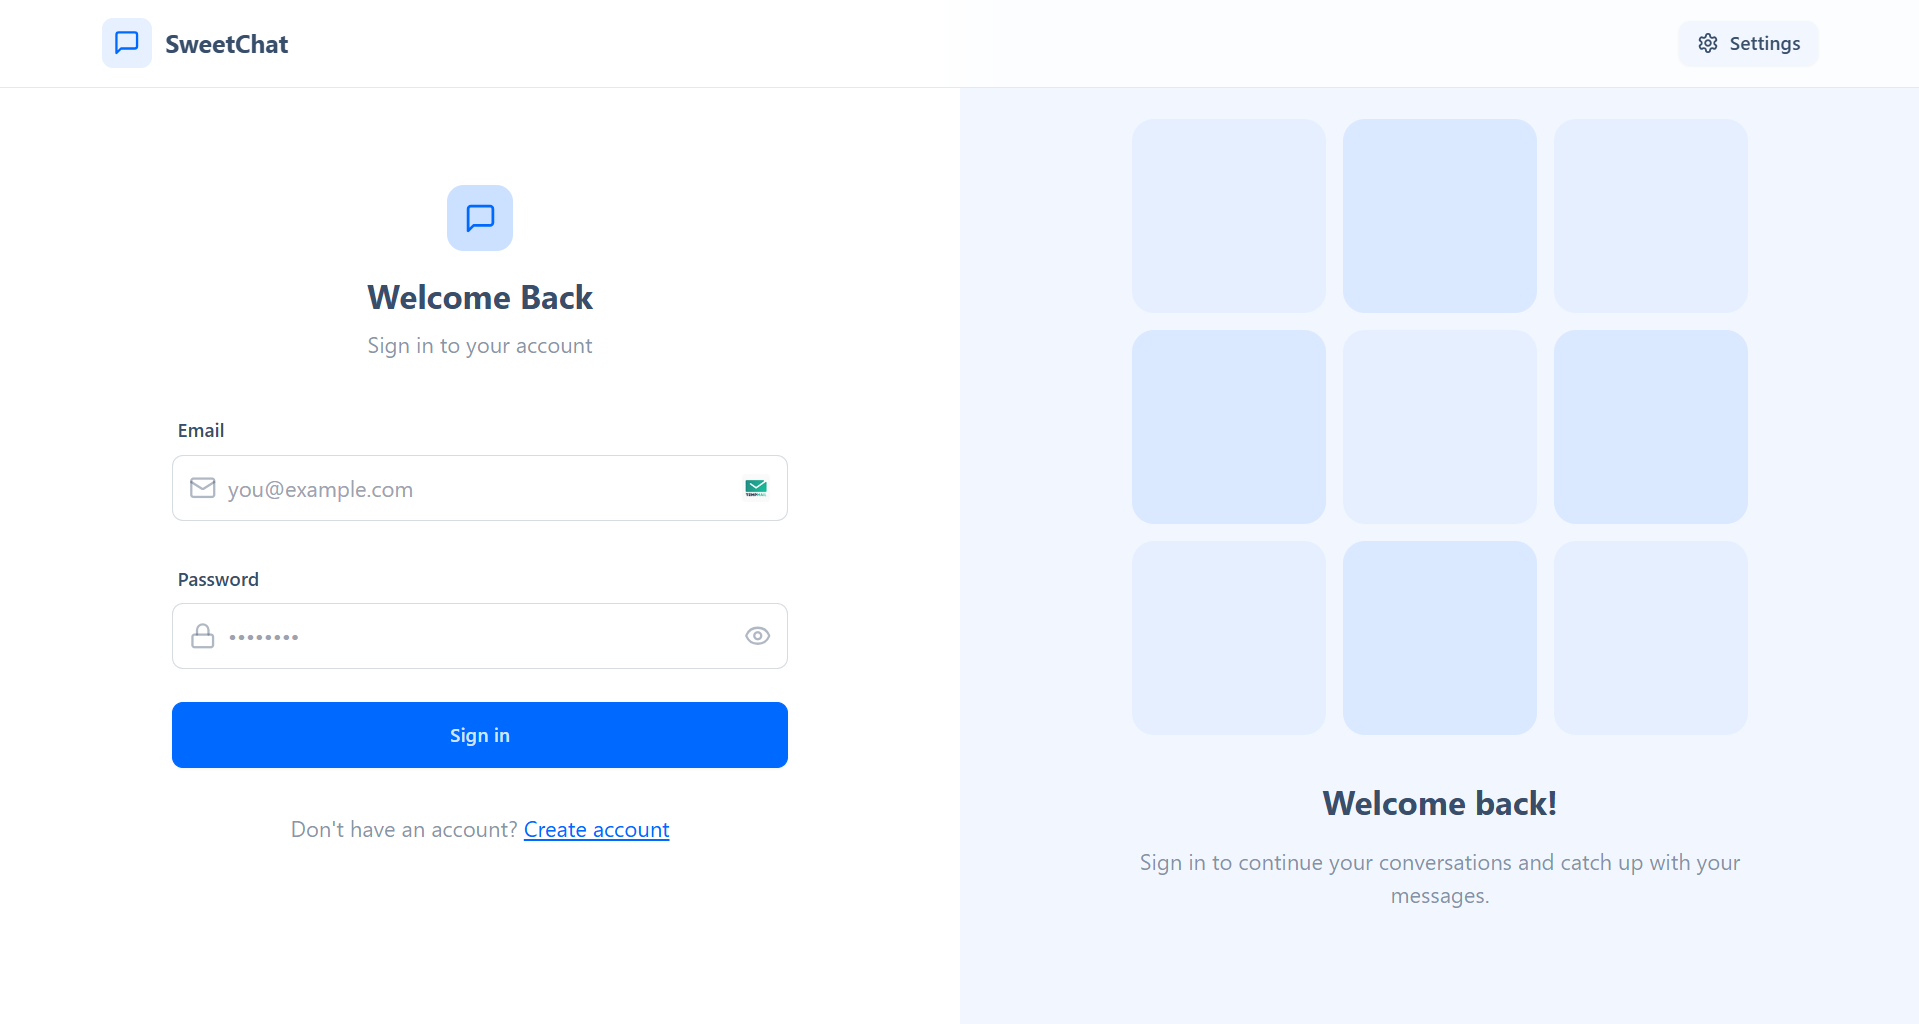 SweetChat
Settings
Welcome Back
Sign in to your account
Email
you@example.com
Password
••••••••
Sign in
Don't have an account? Create account
Welcome back!
Sign in to continue your conversations and catch up with your
messages.